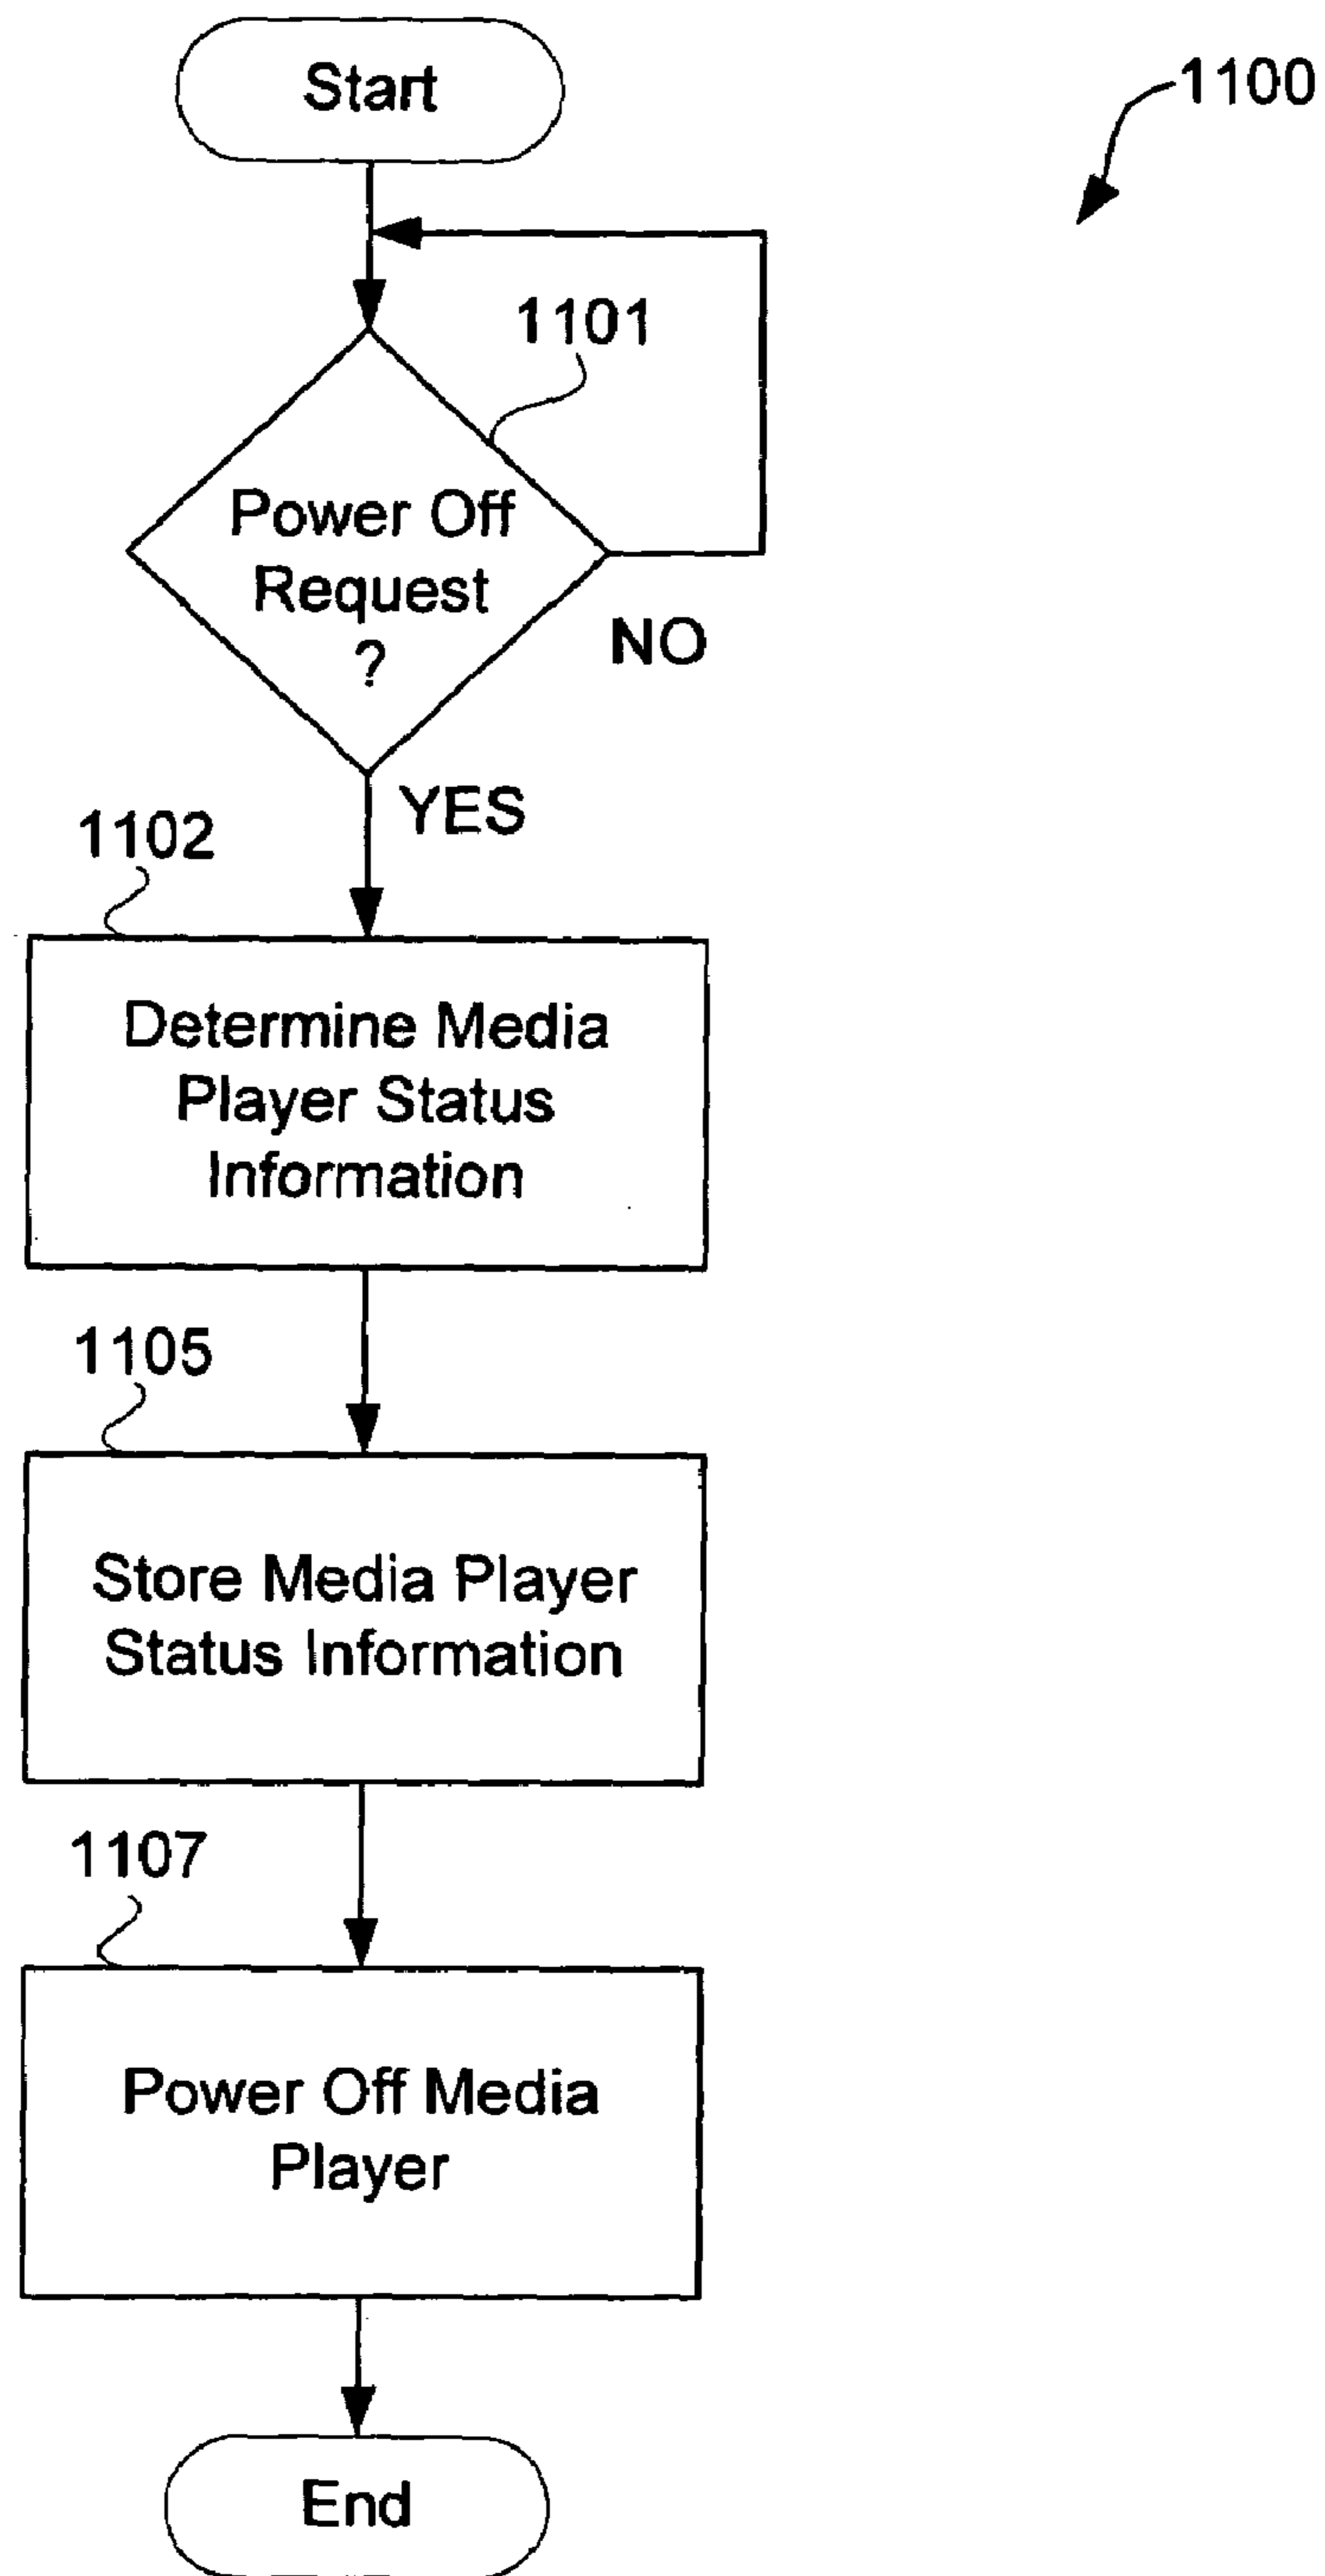 Start
1100
1101
Power Off
Request
?
NO
YES
1102
Determine Media
Player Status
Information
1105
Store Media Player
Status Information
1107
Power Off Media
Player
End